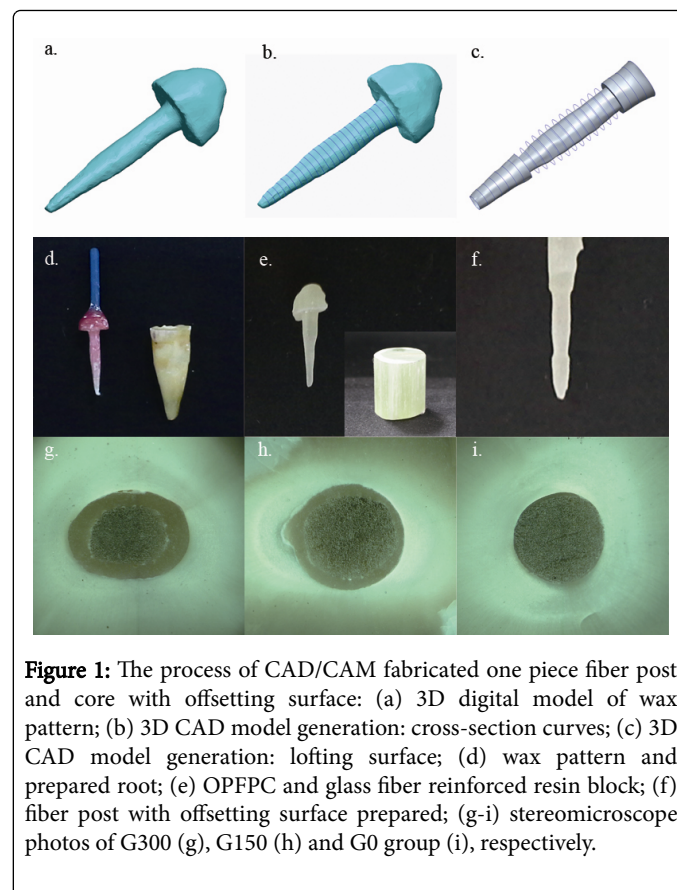 a.
b.
c.
d.
e.
f.
g.
h.
i.
Figure 1: The process of CAD/CAM fabricated one piece fiber post
and core with offsetting surface: (a) 3D digital model of wax
pattern; (b) 3D CAD model generation: cross-section curves; (c) 3D
CAD model generation: lofting surface; (d) wax pattern and
prepared root; (e) OPFPC and glass fiber reinforced resin block; (f)
fiber post with offsetting surface prepared; (g-i) stereomicroscope
photos of G300 (g), G150 (h) and G0 group (i), respectively.